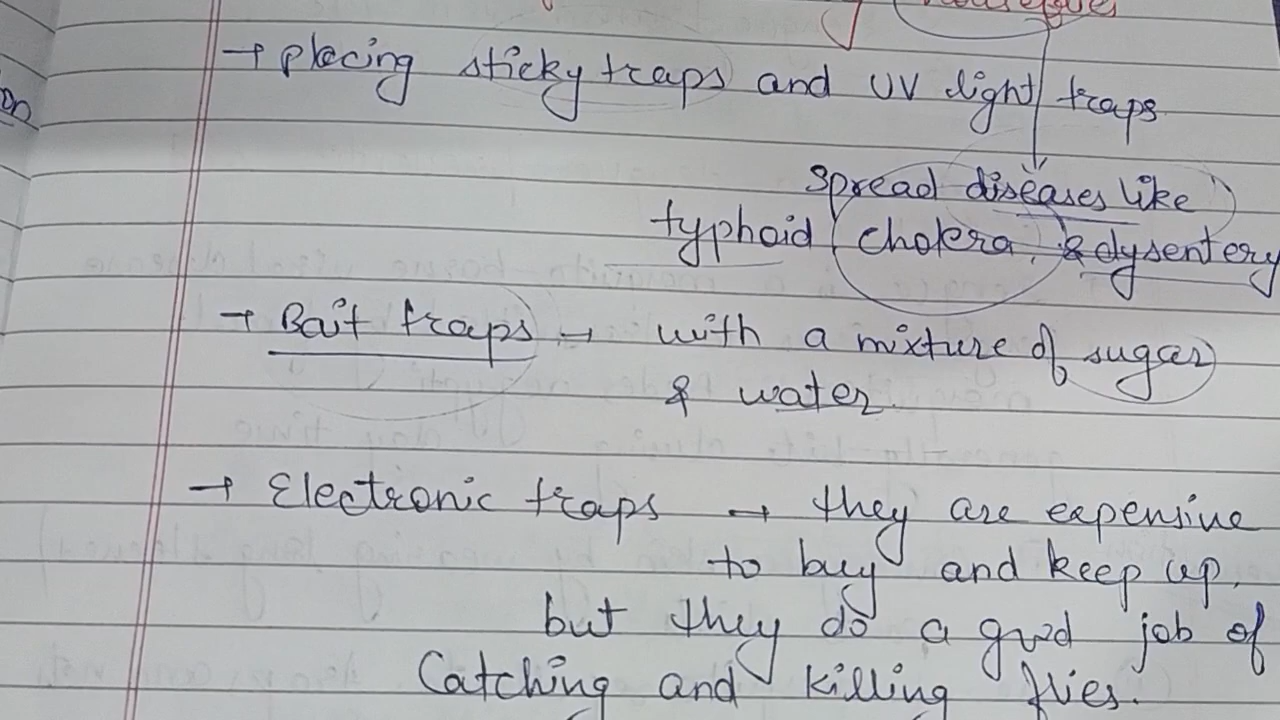 → placing sticky traps and UV light traps
spread diseases like
typhoid, cholera, & dysentery
→ Bait traps → with a mixture of sugar
& water.
→ Electronic traps → they are expensive
to buy and keep up,
but they do a good job of
Catching and killing flies.